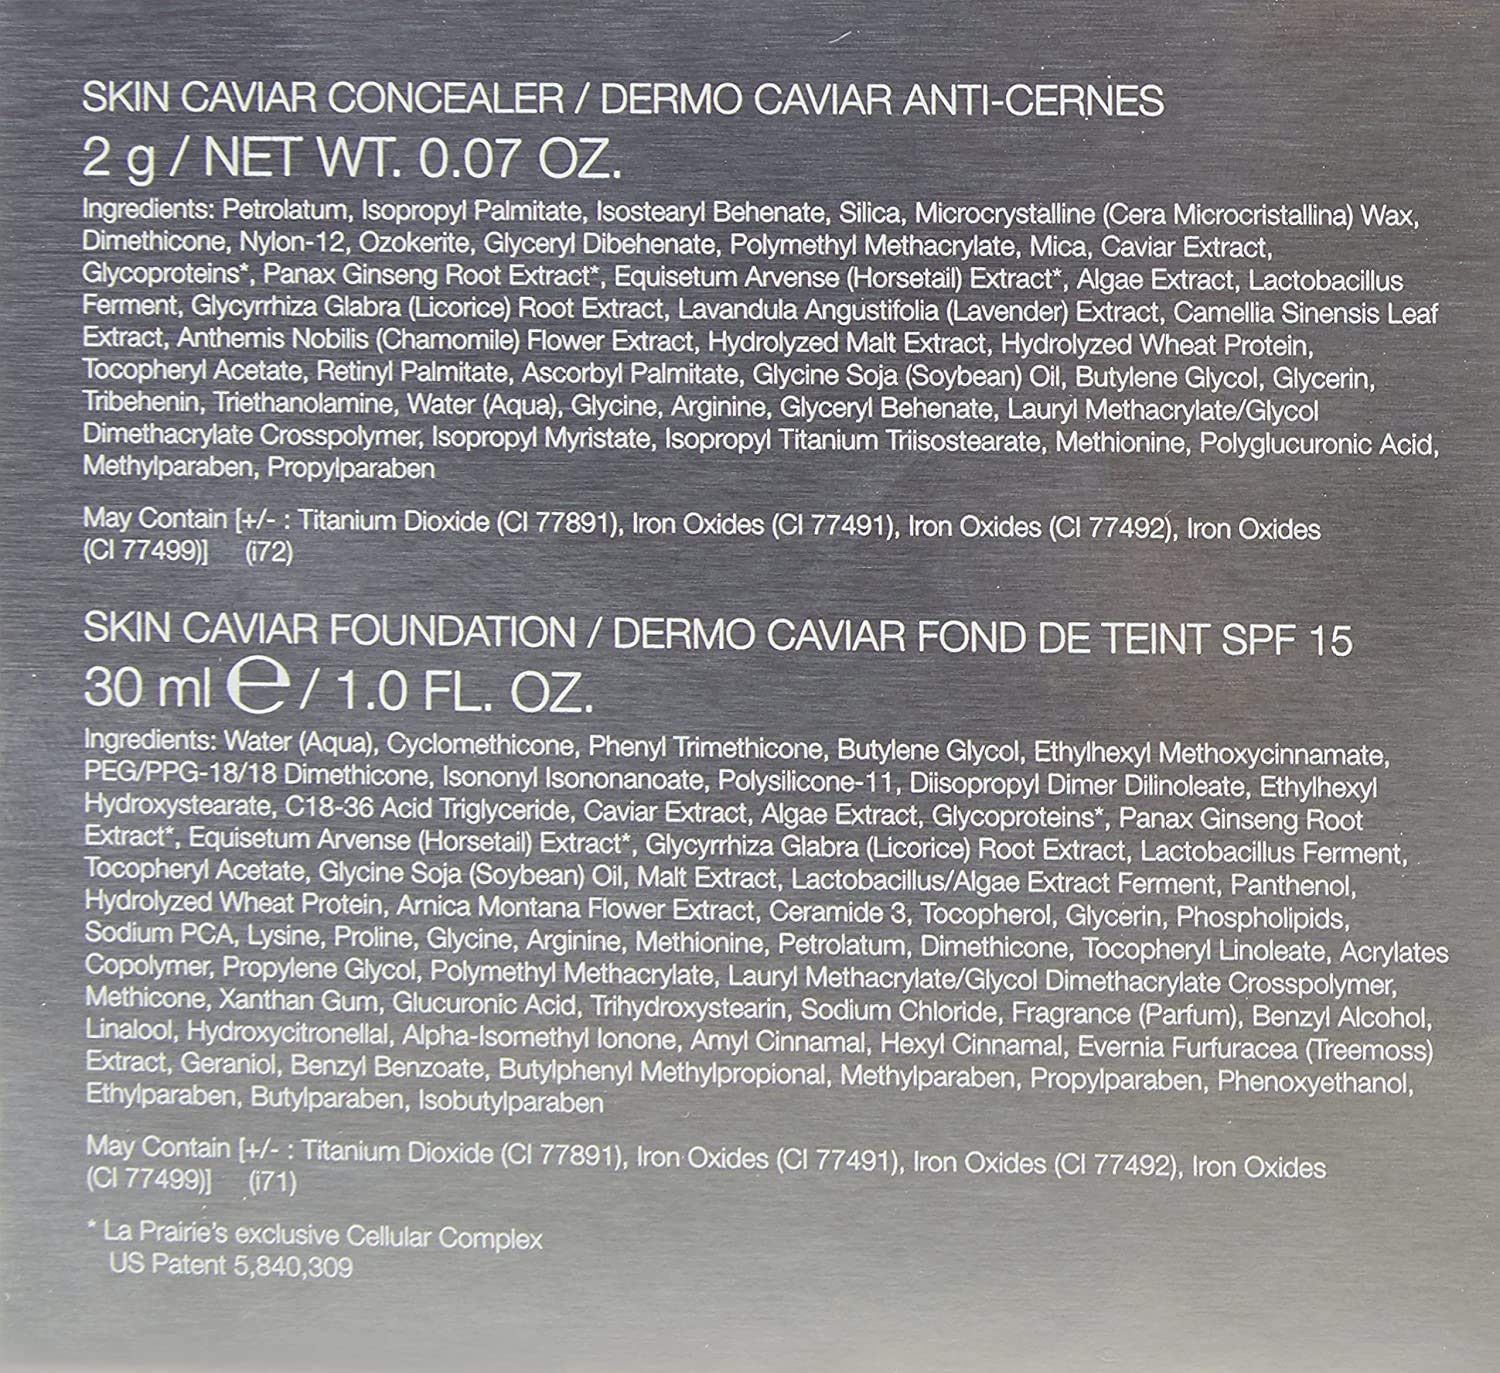 SKIN CAVIAR CONCEALER / DERMO CAVIAR ANTI-CERNES
2 g / NET WT. 0.07 OZ.
Ingredients: Petrolatum, Isopropyl Palmitate, Isostearyl Behenate, Silica, Microcrystalline (Cera Microcristallina) Wax,
Dimethicone, Nylon-12, Ozokerite, Glyceryl Dibehenate, Polymethyl Methacrylate, Mica, Caviar Extract,
Glycoproteins*, Panax Ginseng Root Extract*, Equisetum Arvense (Horsetail) Extract*, Algae Extract, Lactobacillus
Ferment, Glycyrrhiza Glabra (Licorice) Root Extract, Lavandula Angustifolia (Lavender) Extract, Camellia Sinensis Leaf
Extract, Anthemis Nobilis (Chamomile) Flower Extract, Hydrolyzed Malt Extract, Hydrolyzed Wheat Protein,
Tocopheryl Acetate, Retinyl Palmitate, Ascorbyl Palmitate, Glycine Soja (Soybean) Oil, Butylene Glycol, Glycerin,
Tribehenin, Triethanolamine, Water (Aqua), Glycine, Arginine, Glyceryl Behenate, Lauryl Methacrylate/Glycol
Dimethacrylate Crosspolymer, Isopropyl Myristate, Isopropyl Titanium Triisostearate, Methionine, Polyglucuronic Acid,
Methylparaben, Propylparaben
May Contain [+/- : Titanium Dioxide (CI 77891), Iron Oxides (CI 77491), Iron Oxides (CI 77492), Iron Oxides
(CI 77499)] (i72)
SKIN CAVIAR FOUNDATION / DERMO CAVIAR FOND DE TEINT SPF 15
30 ml e / 1.0 FL. OZ.
Ingredients: Water (Aqua), Cyclomethicone, Phenyl Trimethicone, Butylene Glycol, Ethylhexyl Methoxycinnamate,
PEG/PPG-18/18 Dimethicone, Isononyl Isononanoate, Polysilicone-11, Diisopropyl Dimer Dilinoleate, Ethylhexyl
Hydroxystearate, C18-36 Acid Triglyceride, Caviar Extract, Algae Extract, Glycoproteins*, Panax Ginseng Root
Extract*, Equisetum Arvense (Horsetail) Extract*, Glycyrrhiza Glabra (Licorice) Root Extract, Lactobacillus Ferment,
Tocopheryl Acetate, Glycine Soja (Soybean) Oil, Malt Extract, Lactobacillus/Algae Extract Ferment, Panthenol,
Hydrolyzed Wheat Protein, Arnica Montana Flower Extract, Ceramide 3, Tocopherol, Glycerin, Phospholipids,
Sodium PCA, Lysine, Proline, Glycine, Arginine, Methionine, Petrolatum, Dimethicone, Tocopheryl Linoleate, Acrylates
Copolymer, Propylene Glycol, Polymethyl Methacrylate, Lauryl Methacrylate/Glycol Dimethacrylate Crosspolymer,
Methicone, Xanthan Gum, Glucuronic Acid, Trihydroxystearin, Sodium Chloride, Fragrance (Parfum), Benzyl Alcohol,
Linalool, Hydroxycitronellal, Alpha-Isomethyl Ionone, Amyl Cinnamal, Hexyl Cinnamal, Evernia Furfuracea (Treemoss)
Extract, Geraniol, Benzyl Benzoate, Butylphenyl Methylpropional, Methylparaben, Propylparaben, Phenoxyethanol,
Ethylparaben, Butylparaben, Isobutylparaben
May Contain [+/- : Titanium Dioxide (CI 77891), Iron Oxides (CI 77491), Iron Oxides (CI 77492), Iron Oxides
(CI 77499)] (i71)
* La Prairie's exclusive Cellular Complex
US Patent 5,840,309